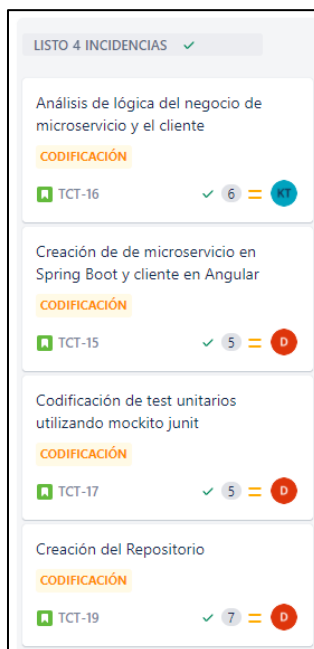 LISTO 4 INCIDENCIAS
Análisis de lógica del negocio de
microservicio y el cliente
CODIFICACIÓN
TCT-16 6 KT
Creación de de microservicio en
Spring Boot y cliente en Angular
CODIFICACIÓN
TCT-15 5 D
Codificación de test unitarios
utilizando mockito junit
CODIFICACIÓN
TCT-17 5 D
Creación del Repositorio
CODIFICACIÓN
TCT-19 7 D